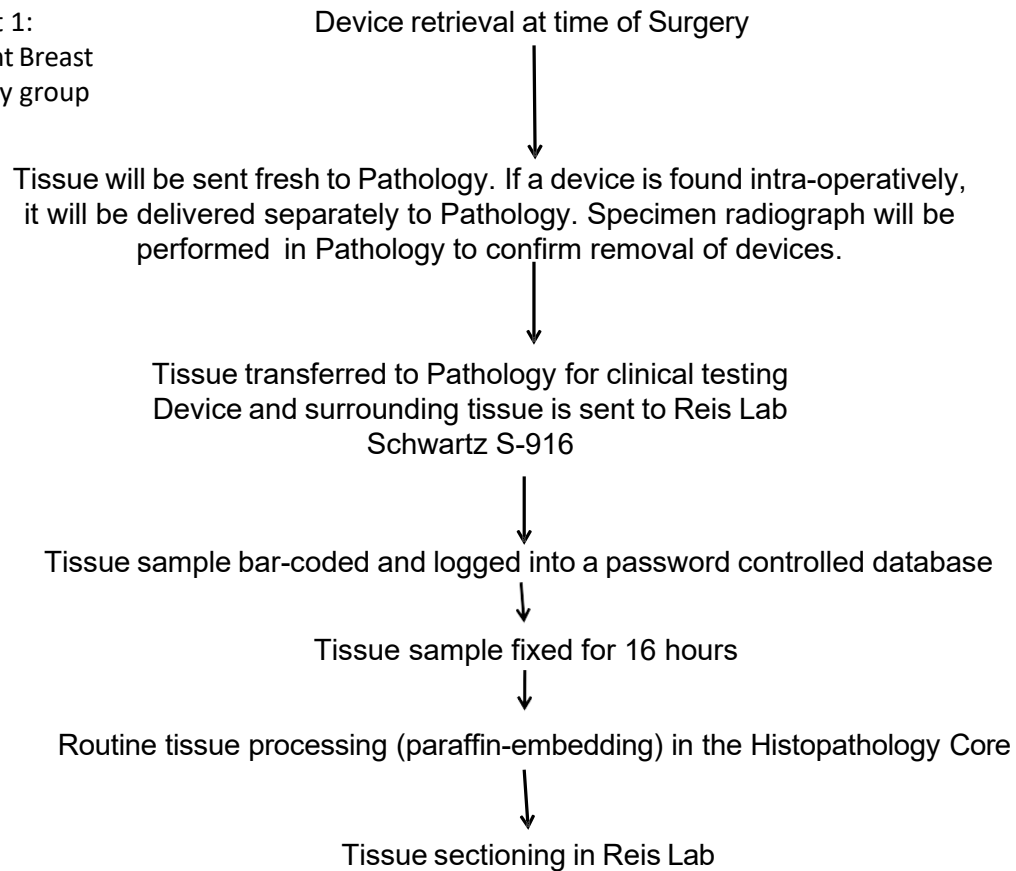 1:
Breast
group
Device retrieval at time of Surgery
Tissue will be sent fresh to Pathology. If a device is found intra-operatively,
it will be delivered separately to Pathology. Specimen radiograph will be
performed in Pathology to confirm removal of devices.
Tissue transferred to Pathology for clinical testing
Device and surrounding tissue is sent to Reis Lab
Schwartz S-916
Tissue sample bar-coded and logged into a password controlled database
Tissue sample fixed for 16 hours
Routine tissue processing (paraffin-embedding) in the Histopathology Core
Tissue sectioning in Reis Lab